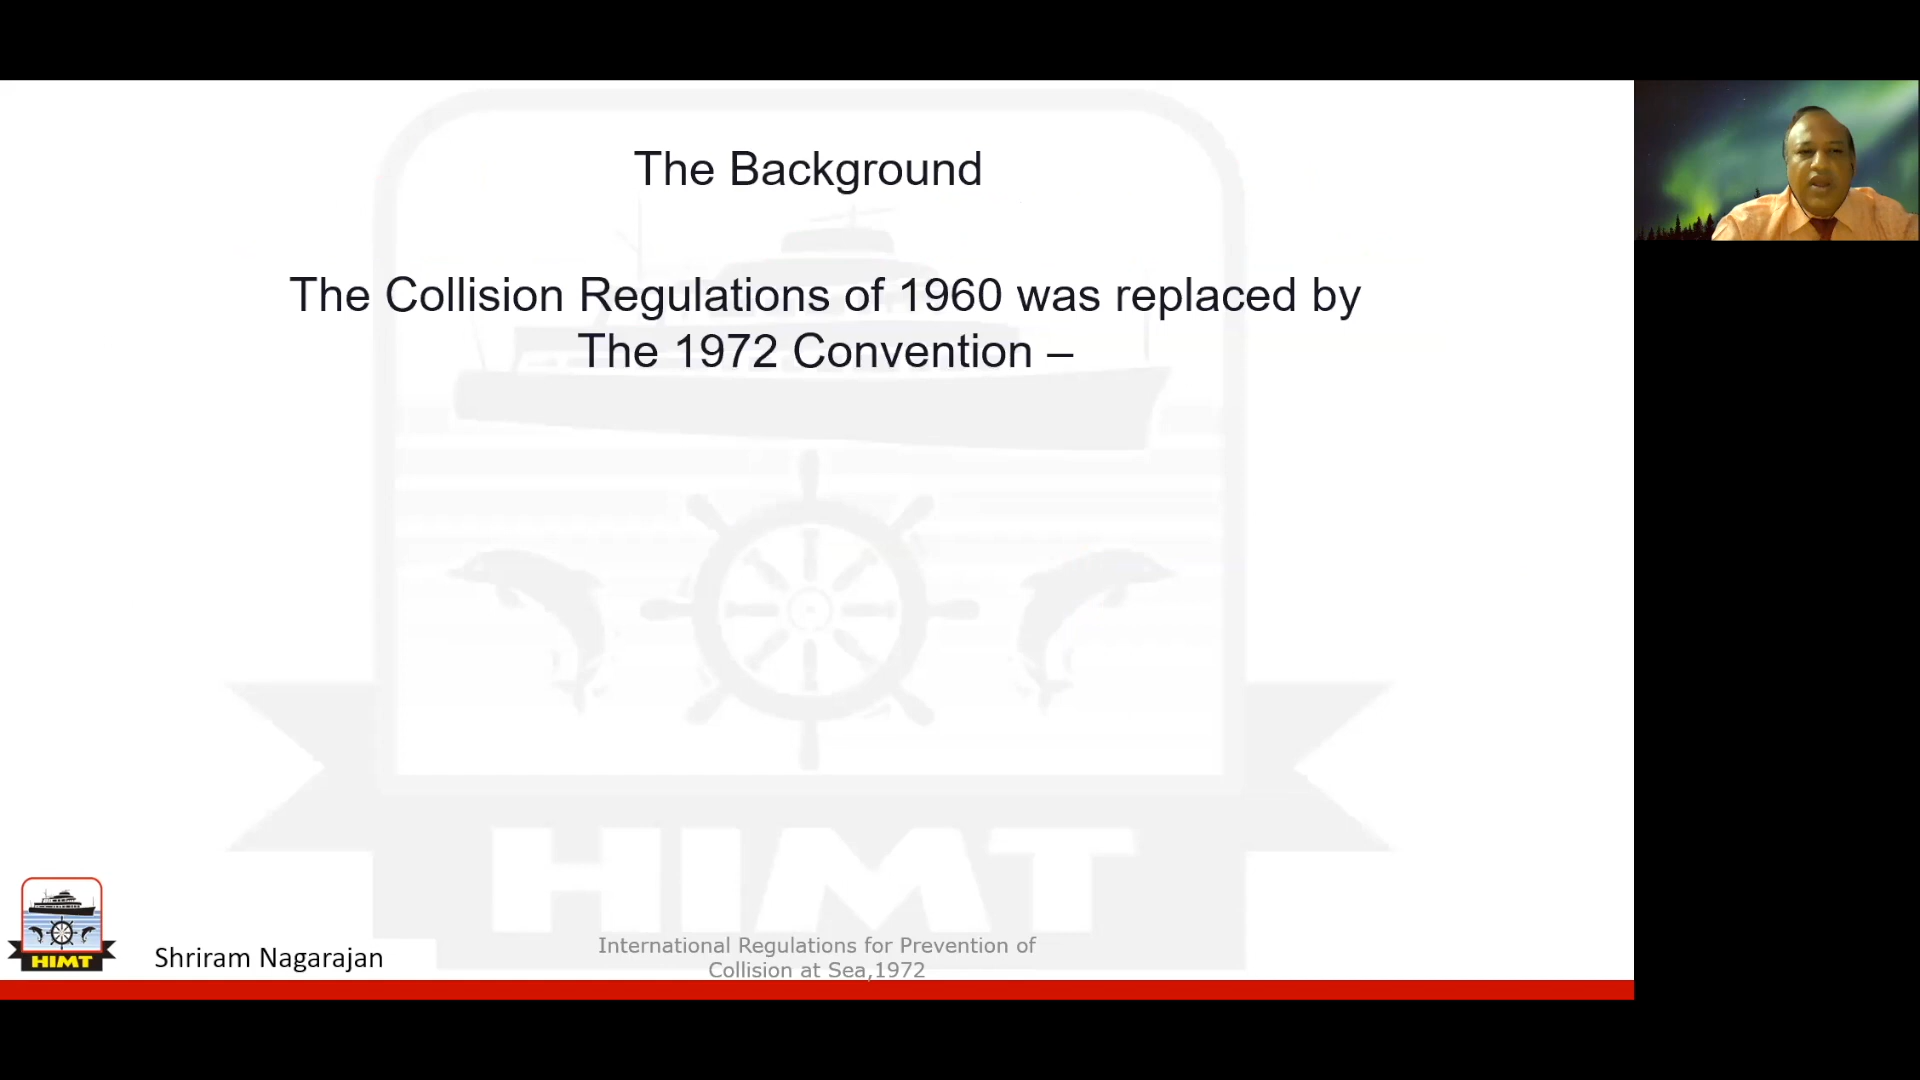 The Background
The Collision Regulations of 1960 was replaced by
The 1972 Convention –
HIMT
HIMT
Shriram Nagarajan
International Regulations for Prevention of
Collision at Sea,1972